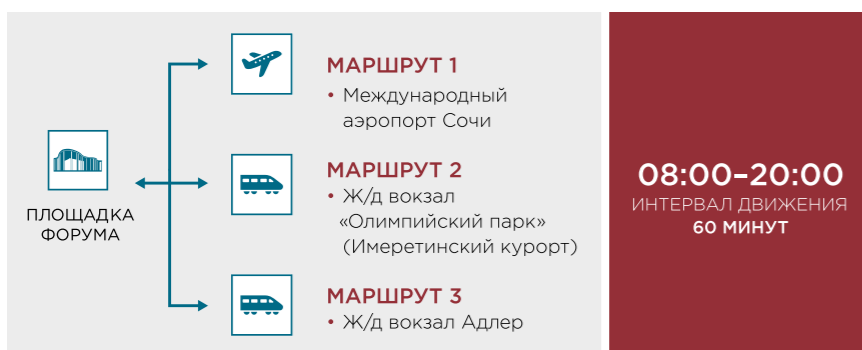 ПЛОЩАДКА
ФОРУМА
МАРШРУТ 1
• Международный
аэропорт Сочи
МАРШРУТ 2
• Ж/д вокзал
«Олимпийский парк»
(Имеретинский курорт)
МАРШРУТ 3
• Ж/д вокзал Адлер
08:00–20:00
ИНТЕРВАЛ ДВИЖЕНИЯ
60 МИНУТ